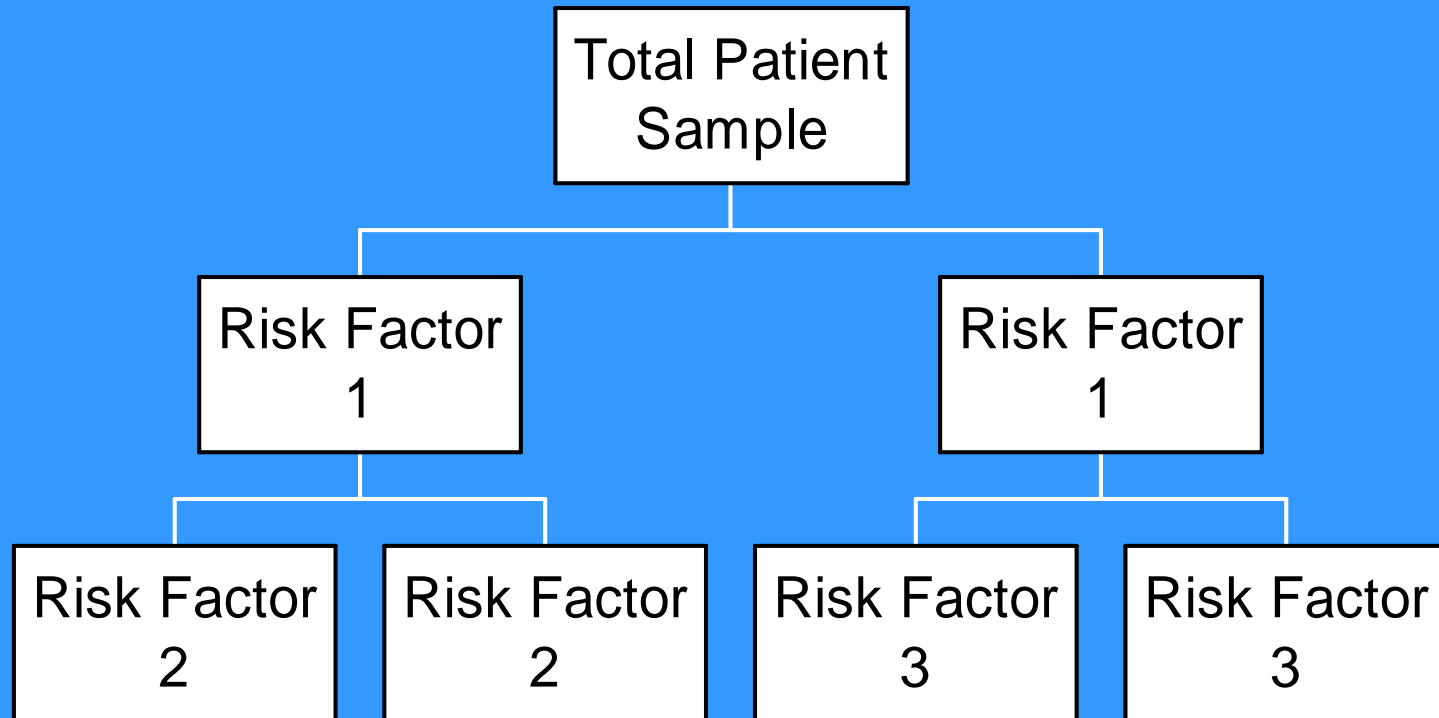 Total Patient
Sample
Risk Factor
1
Risk Factor
1
Risk Factor
2
Risk Factor
2
Risk Factor
3
Risk Factor
3